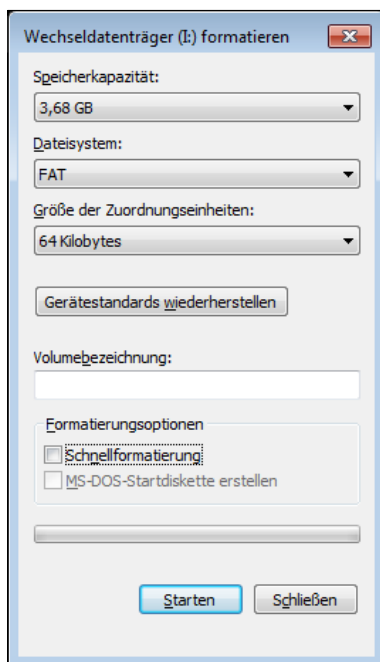 Wechseldatenträger (I:) formatieren
Speicherkapazität:
3,68 GB
Dateisystem:
FAT
Größe der Zuordnungseinheiten:
64 Kilobytes
Gerätestandards wiederherstellen
Volumebezeichnung:
Formatierungsoptionen
Schnellformatierung
MS-DOS-Startdiskette erstellen
Starten Schließen